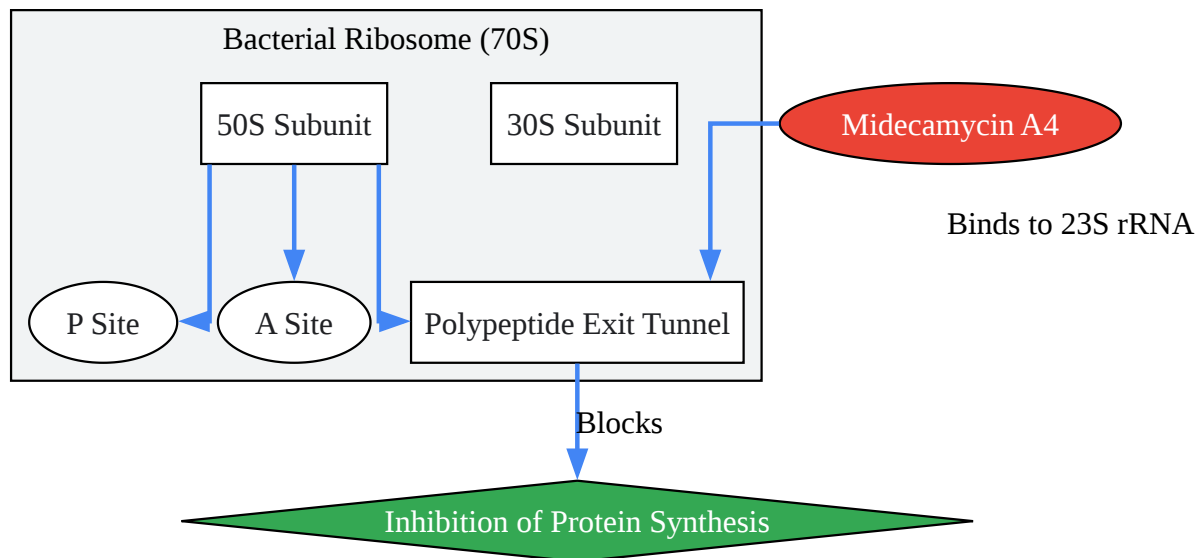 Bacterial Ribosome (70S)
50S Subunit
30S Subunit
Midecamycin A4
Binds to 23S rRNA
P Site
A Site
Polypeptide Exit Tunnel
Blocks
Inhibition of Protein Synthesis